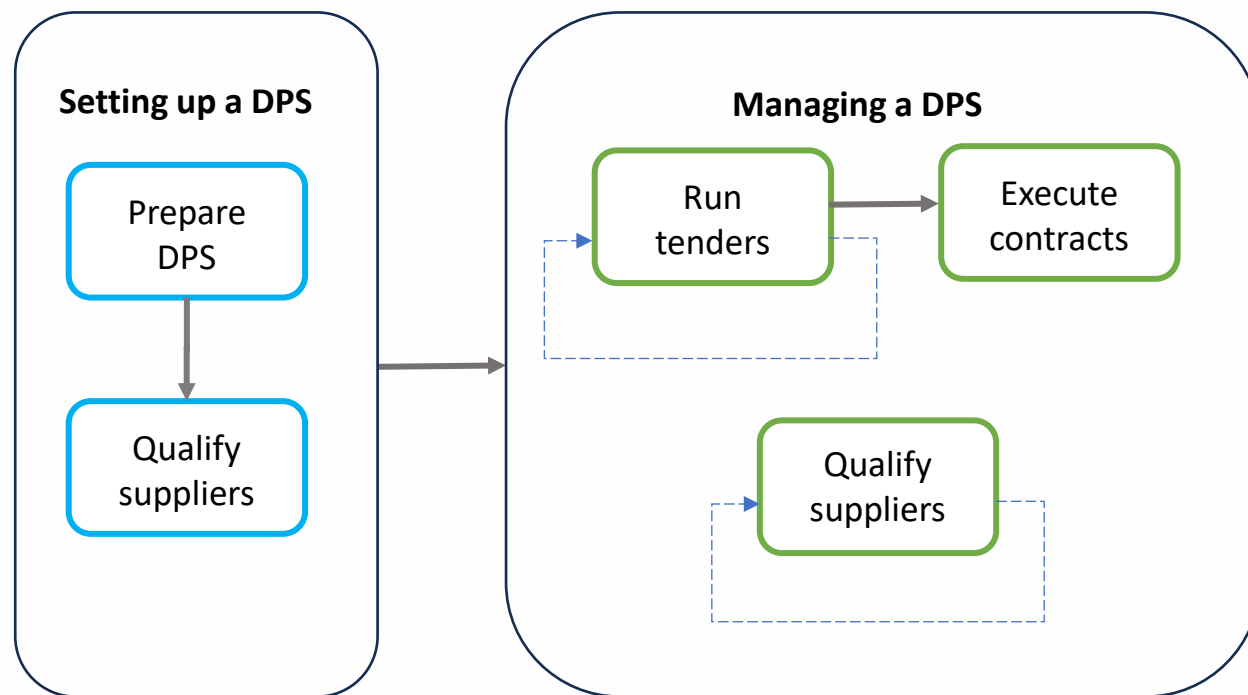 Setting up a DPS
Prepare
DPS
Qualify
suppliers
Managing a DPS
Run
tenders
Execute
contracts
Qualify
suppliers